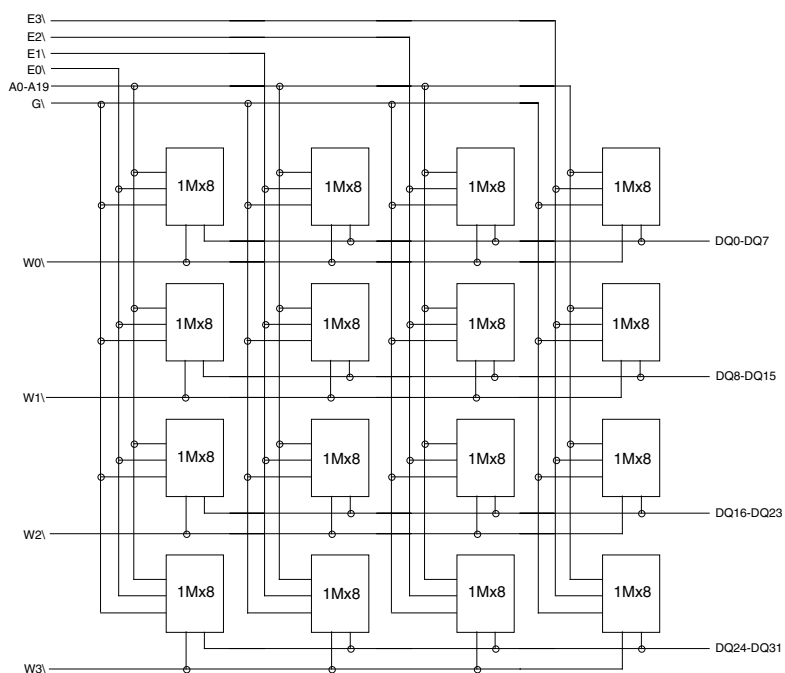 E3\
E2\
E1\
E0\
A0-A19
G\
1Mx8 1Mx8 1Mx8 1Mx8
DQ0-DQ7
W0\
1Mx8 1Mx8 1Mx8 1Mx8
DQ8-DQ15
W1\
1Mx8 1Mx8 1Mx8 1Mx8
DQ16-DQ23
W2\
1Mx8 1Mx8 1Mx8 1Mx8
DQ24-DQ31
W3\